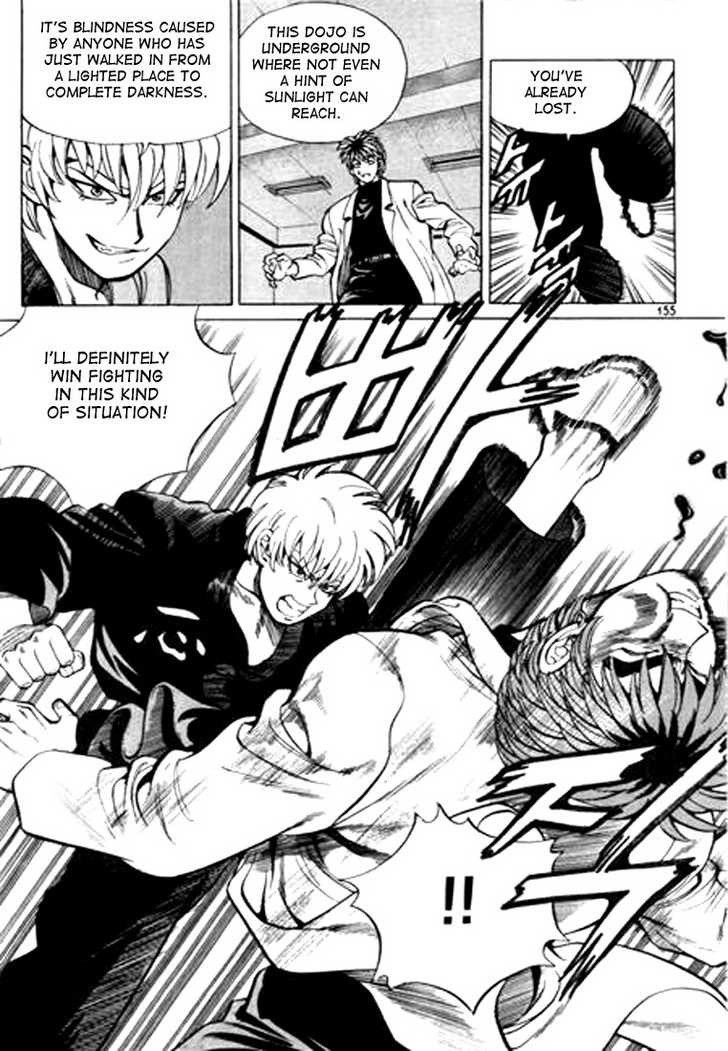 IT'S BLINDNESS CAUSED
BY ANYONE WHO HAS
JUST WALKED IN FROM
A LIGHTED PLACE TO
COMPLETE DARKNESS.
THIS DOJO IS
UNDERGROUND
WHERE NOT EVEN
A HINT OF
SUNLIGHT CAN
REACH.
YOU'VE
ALREADY
LOST.
155
I'LL DEFINITELY
WIN FIGHTING
IN THIS KIND
OF SITUATION!
빠
!!